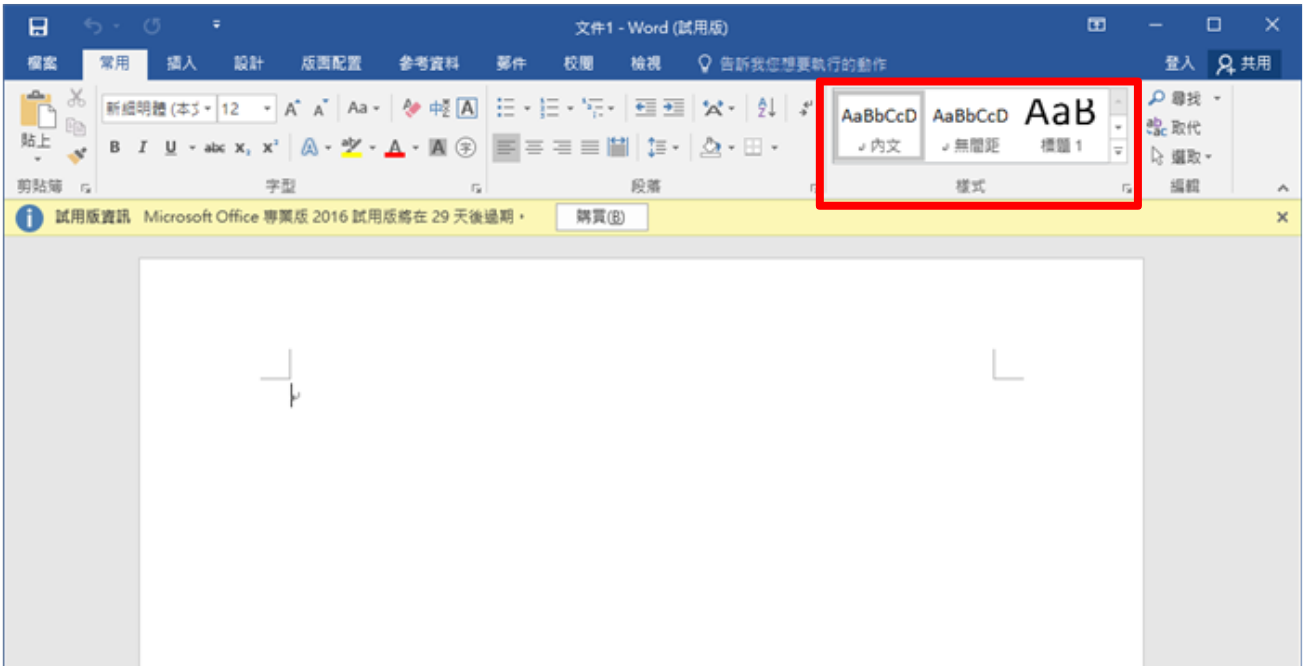 文件1 - Word (試用版)
檔案 常用 插入 設計 版面配置 參考資料 郵件 校閱 檢視 告訴我您想要執行的動作 登入 共用
新細明體 (本文 12 A A Aa 中 A AaBbCcD AaBbCcD AaB 尋找
貼上 B I U abc X, X² A A A 字 內文 無間距 標題 1 取代
選取
剪貼簿 字型 段落 樣式 編輯
試用版資訊 Microsoft Office 專業版 2016 試用版將在 29 天後過期。 購買(B)